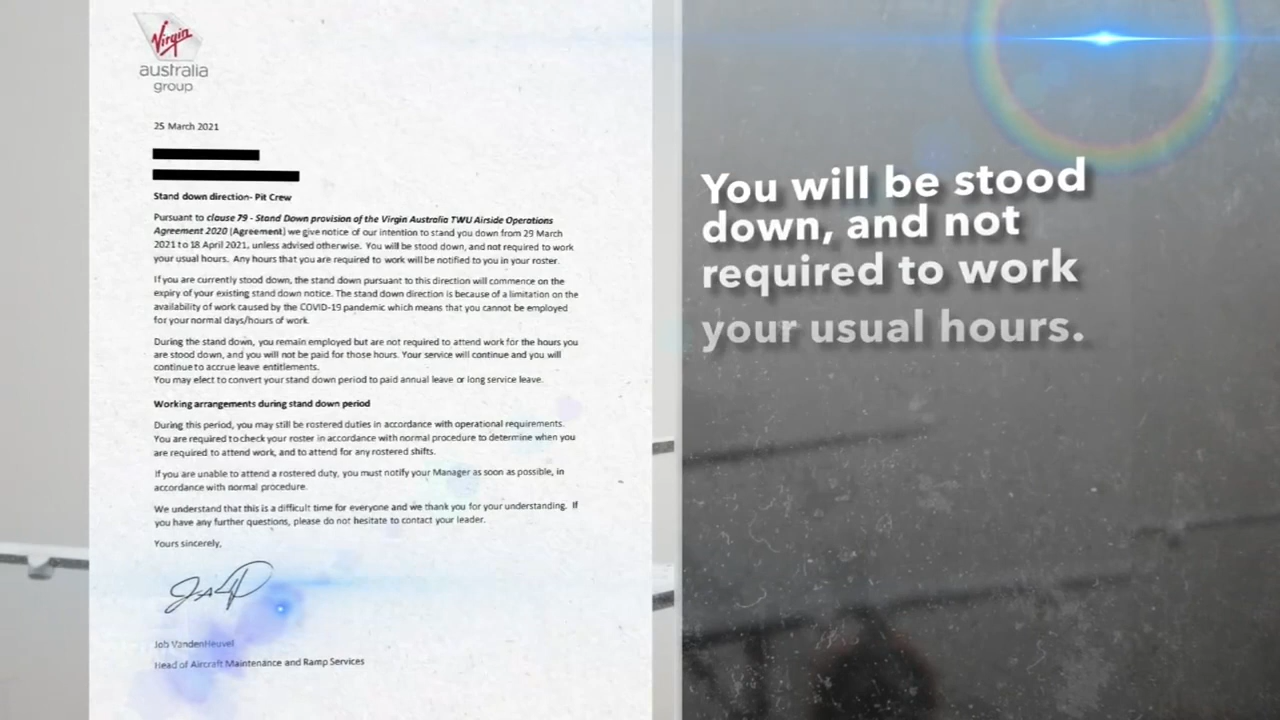 Virgin
australia
group
25 March 2021
Stand down direction- Pit Crew
Pursuant to clause 79 - Stand Down provision of the Virgin Australia TWU Airside Operations
Agreement 2020 (Agreement) we give notice of our intention to stand you down from 29 March
2021 to 18 April 2021, unless advised otherwise. You will be stood down, and not required to work
your usual hours. Any hours that you are required to work will be notified to you in your roster.
If you are currently stood down, the stand down pursuant to this direction will commence on the
expiry of your existing stand down notice. The stand down direction is because of a limitation on the
availability of work caused by the COVID-19 pandemic which means that you cannot be employed
for your normal days/hours of work.
During the stand down, you remain employed but are not required to attend work for the hours you
are stood down, and you will not be paid for those hours. Your service will continue and you will
continue to accrue leave entitlements.
You may elect to convert your stand down period to paid annual leave or long service leave.
Working arrangements during stand down period
During this period, you may still be rostered duties in accordance with operational requirements.
You are required to check your roster in accordance with normal procedure to determine when you
are required to attend work, and to attend for any rostered shifts.
If you are unable to attend a rostered duty, you must notify your Manager as soon as possible, in
accordance with normal procedure.
We understand that this is a difficult time for everyone and we thank you for your understanding. If
you have any further questions, please do not hesitate to contact your leader.
Yours sincerely,
Job VandenHeuvel
Head of Aircraft Maintenance and Ramp Services
You will be stood
down, and not
required to work
your usual hours.